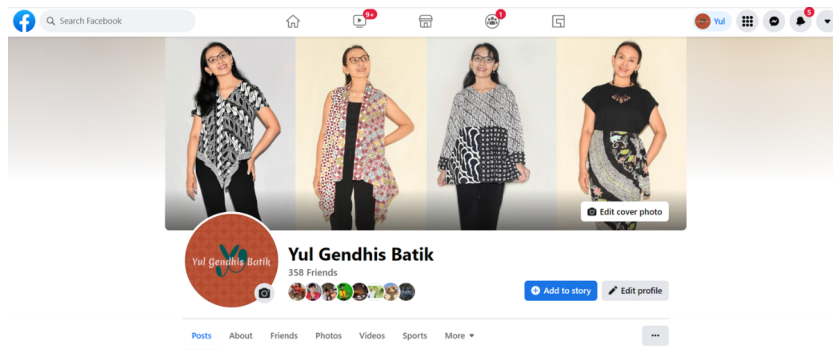 Search Facebook
9+
1
Yul
5
Edit cover photo
Yul Gendhis Batik
Yul Gendhis Batik
358 Friends
Add to story
Edit profile
Posts About Friends Photos Videos Sports More